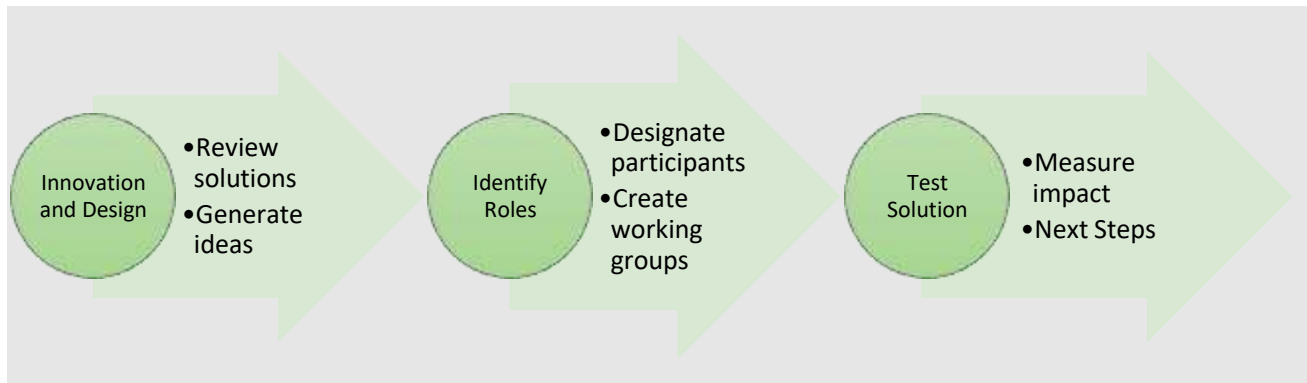 Innovation
and Design
•Review
solutions
•Generate
ideas
Identify
Roles
•Designate
participants
•Create
working
groups
Test
Solution
•Measure
impact
•Next Steps